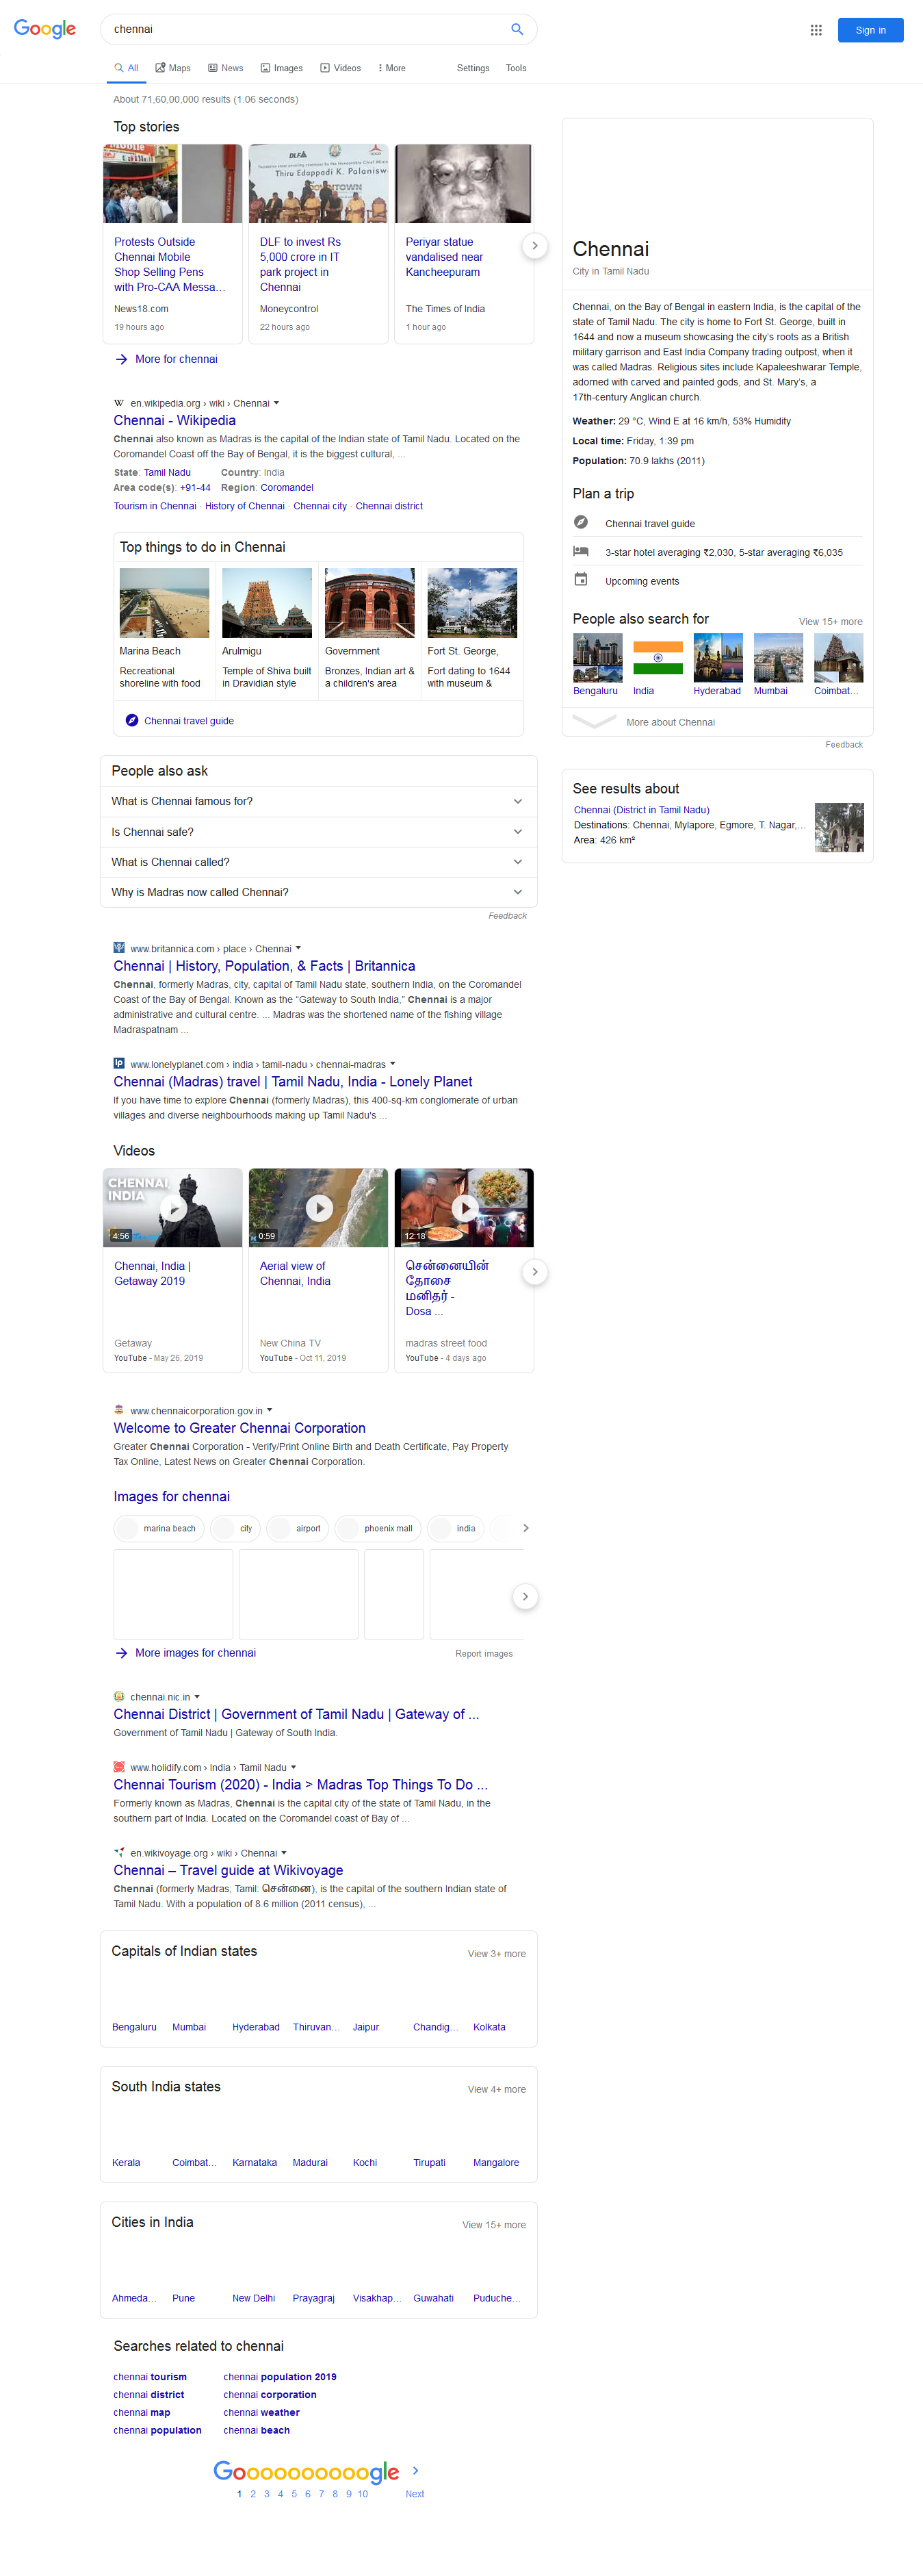 Google
chennai
Sign in
All Maps News Images Videos More Settings Tools
About 71,60,00,000 results (1.06 seconds)
Top stories
Protests Outside
Chennai Mobile
Shop Selling Pens
with Pro-CAA Messa...
News18.com
19 hours ago
DLF
Thiru Edappadi K. Palanisw
DLF to invest Rs
5,000 crore in IT
park project in
Chennai
Moneycontrol
22 hours ago
Periyar statue
vandalised near
Kancheepuram
The Times of India
1 hour ago
More for chennai
en.wikipedia.org › wiki › Chennai
Chennai - Wikipedia
Chennai also known as Madras is the capital of the Indian state of Tamil Nadu. Located on the
Coromandel Coast off the Bay of Bengal, it is the biggest cultural, ...
State: Tamil Nadu Country: India
Area code(s): +91-44 Region: Coromandel
Tourism in Chennai · History of Chennai · Chennai city · Chennai district
Top things to do in Chennai
Marina Beach
Recreational
shoreline with food
Arulmigu
Temple of Shiva built
in Dravidian style
Government
Bronzes, Indian art &
a children's area
Fort St. George,
Fort dating to 1644
with museum &
Chennai travel guide
People also ask
What is Chennai famous for?
Is Chennai safe?
What is Chennai called?
Why is Madras now called Chennai?
Feedback
www.britannica.com › place › Chennai
Chennai | History, Population, & Facts | Britannica
Chennai, formerly Madras, city, capital of Tamil Nadu state, southern India, on the Coromandel
Coast of the Bay of Bengal. Known as the “Gateway to South India,” Chennai is a major
administrative and cultural centre. ... Madras was the shortened name of the fishing village
Madraspatnam ...
www.lonelyplanet.com › india › tamil-nadu › chennai-madras
Chennai (Madras) travel | Tamil Nadu, India - Lonely Planet
If you have time to explore Chennai (formerly Madras), this 400-sq-km conglomerate of urban
villages and diverse neighbourhoods making up Tamil Nadu's ...
Videos
CHENNAI,
INDIA
4:56
Chennai, India |
Getaway 2019
Getaway
YouTube - May 26, 2019
0:59
Aerial view of
Chennai, India
New China TV
YouTube - Oct 11, 2019
12:18
சென்னையின்
தோசை
மனிதர் -
Dosa ...
madras street food
YouTube - 4 days ago
www.chennaicorporation.gov.in
Welcome to Greater Chennai Corporation
Greater Chennai Corporation - Verify/Print Online Birth and Death Certificate, Pay Property
Tax Online, Latest News on Greater Chennai Corporation.
Images for chennai
marina beach city airport phoenix mall india
More images for chennai Report images
chennai.nic.in
Chennai District | Government of Tamil Nadu | Gateway of ...
Government of Tamil Nadu | Gateway of South India.
www.holidify.com › India › Tamil Nadu
Chennai Tourism (2020) - India > Madras Top Things To Do ...
Formerly known as Madras, Chennai is the capital city of the state of Tamil Nadu, in the
southern part of India. Located on the Coromandel coast of Bay of ...
en.wikivoyage.org › wiki › Chennai
Chennai – Travel guide at Wikivoyage
Chennai (formerly Madras; Tamil: சென்னை), is the capital of the southern Indian state of
Tamil Nadu. With a population of 8.6 million (2011 census), ...
Capitals of Indian states View 3+ more
Bengaluru Mumbai Hyderabad Thiruvan... Jaipur Chandig... Kolkata
South India states View 4+ more
Kerala Coimbat... Karnataka Madurai Kochi Tirupati Mangalore
Cities in India View 15+ more
Ahmeda... Pune New Delhi Prayagraj Visakhap... Guwahati Puduche...
Searches related to chennai
chennai tourism chennai population 2019
chennai district chennai corporation
chennai map chennai weather
chennai population chennai beach
Goooooooooogle
1 2 3 4 5 6 7 8 9 10 Next
Chennai
City in Tamil Nadu
Chennai, on the Bay of Bengal in eastern India, is the capital of the
state of Tamil Nadu. The city is home to Fort St. George, built in
1644 and now a museum showcasing the city's roots as a British
military garrison and East India Company trading outpost, when it
was called Madras. Religious sites include Kapaleeshwarar Temple,
adorned with carved and painted gods, and St. Mary's, a
17th-century Anglican church.
Weather: 29 °C, Wind E at 16 km/h, 53% Humidity
Local time: Friday, 1:39 pm
Population: 70.9 lakhs (2011)
Plan a trip
Chennai travel guide
3-star hotel averaging ₹2,030, 5-star averaging ₹6,035
Upcoming events
People also search for View 15+ more
Bengaluru India Hyderabad Mumbai Coimbat...
More about Chennai
Feedback
See results about
Chennai (District in Tamil Nadu)
Destinations: Chennai, Mylapore, Egmore, T. Nagar,...
Area: 426 km²